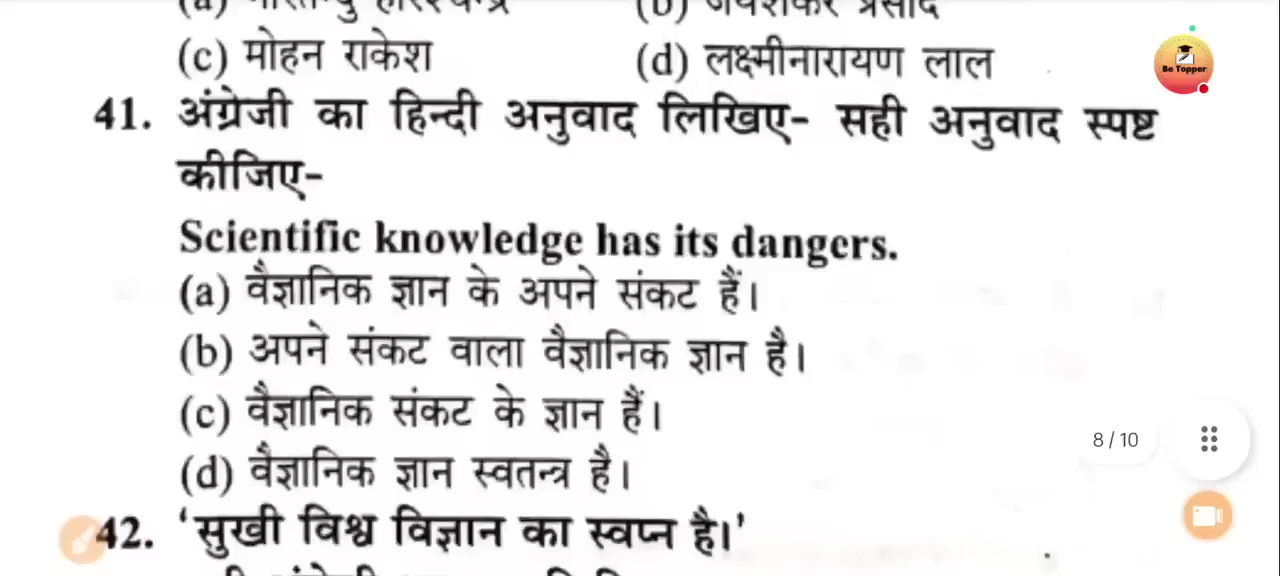 (c) मोहन राकेश (d) लक्ष्मीनारायण लाल
Be Topper
41. अंग्रेजी का हिन्दी अनुवाद लिखिए- सही अनुवाद स्पष्ट
कीजिए-
Scientific knowledge has its dangers.
(a) वैज्ञानिक ज्ञान के अपने संकट हैं।
(b) अपने संकट वाला वैज्ञानिक ज्ञान है।
(c) वैज्ञानिक संकट के ज्ञान हैं।
8 / 10
(d) वैज्ञानिक ज्ञान स्वतन्त्र है।
42. ‘सुखी विश्व विज्ञान का स्वप्न है।’